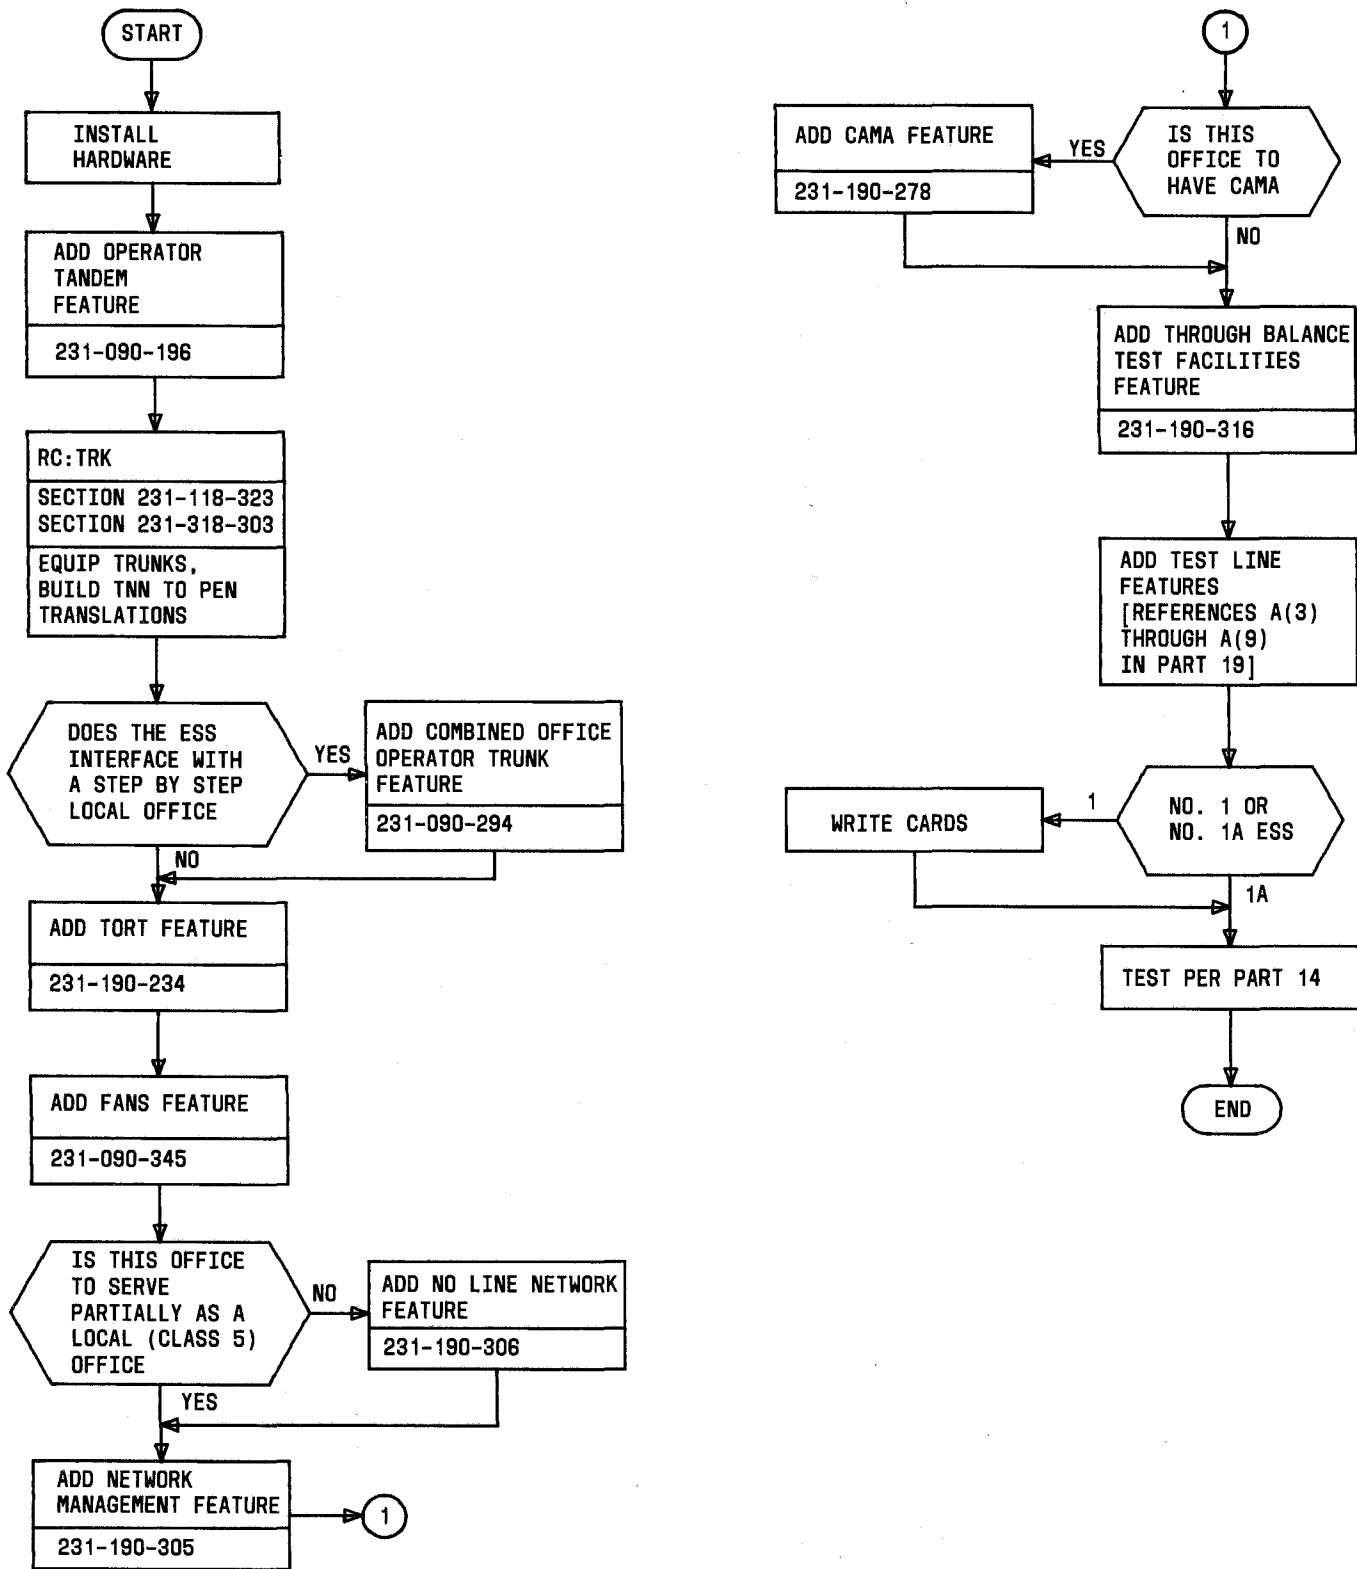 START
INSTALL
HARDWARE
ADD OPERATOR
TANDEM
FEATURE
231-090-196
RC:TRK
SECTION 231-118-323
SECTION 231-318-303
EQUIP TRUNKS,
BUILD TNN TO PEN
TRANSLATIONS
DOES THE ESS
INTERFACE WITH
A STEP BY STEP
LOCAL OFFICE
YES
ADD COMBINED OFFICE
OPERATOR TRUNK
FEATURE
231-090-294
NO
ADD TORT FEATURE
231-190-234
ADD FANS FEATURE
231-090-345
IS THIS OFFICE
TO SERVE
PARTIALLY AS A
LOCAL (CLASS 5)
OFFICE
NO
ADD NO LINE NETWORK
FEATURE
231-190-306
YES
ADD NETWORK
MANAGEMENT FEATURE
231-190-305
1
1
IS THIS
OFFICE TO
HAVE CAMA
YES
ADD CAMA FEATURE
231-190-278
NO
ADD THROUGH BALANCE
TEST FACILITIES
FEATURE
231-190-316
ADD TEST LINE
FEATURES
[REFERENCES A(3)
THROUGH A(9)
IN PART 19]
NO. 1 OR
NO. 1A ESS
1
WRITE CARDS
1A
TEST PER PART 14
END